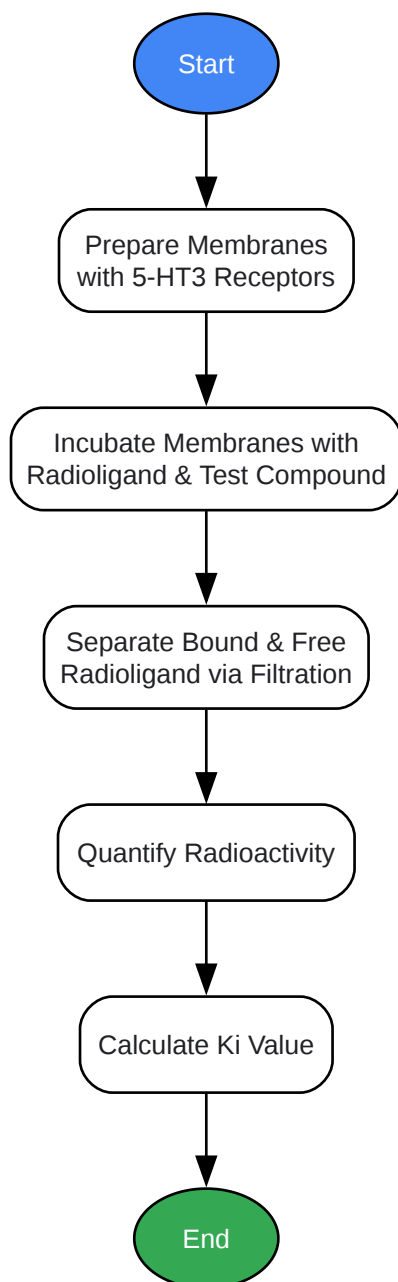 Start
Prepare Membranes
with 5-HT3 Receptors
Incubate Membranes with
Radioligand & Test Compound
Separate Bound & Free
Radioligand via Filtration
Quantify Radioactivity
Calculate Ki Value
End